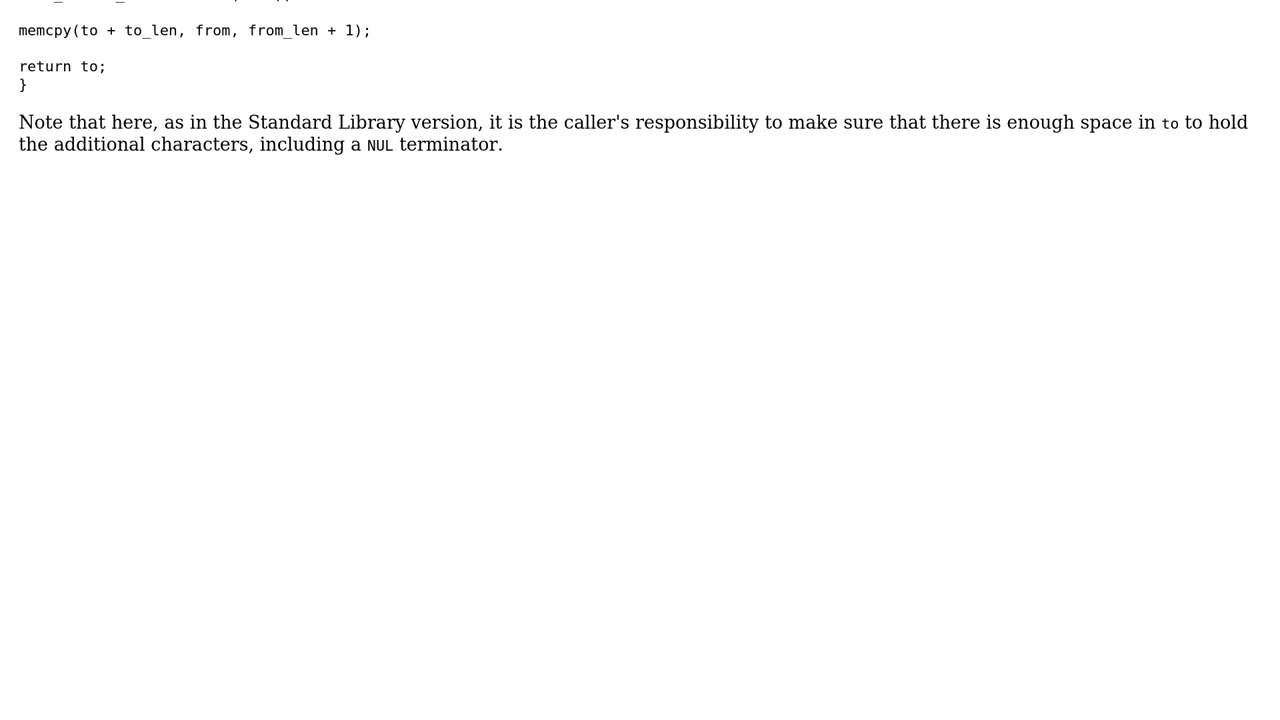 memcpy(to + to_len, from, from_len + 1);
return to;
}
Note that here, as in the Standard Library version, it is the caller's responsibility to make sure that there is enough space in to to hold
the additional characters, including a NUL terminator.